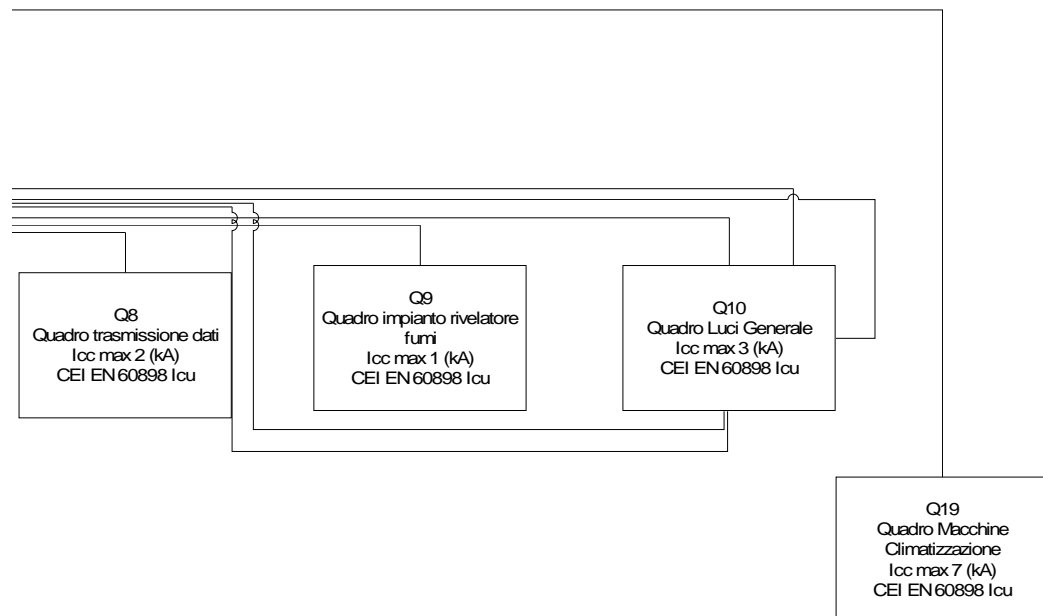 Q8
Quadro trasmissione dati
Icc max 2 (kA)
CEI EN 60898 Icu
Q9
Quadro impianto rivelatore
fumi
Icc max 1 (kA)
CEI EN 60898 Icu
Q10
Quadro Luci Generale
Icc max 3 (kA)
CEI EN 60898 Icu
Q19
Quadro Macchine
Climatizzazione
Icc max 7 (kA)
CEI EN 60898 Icu